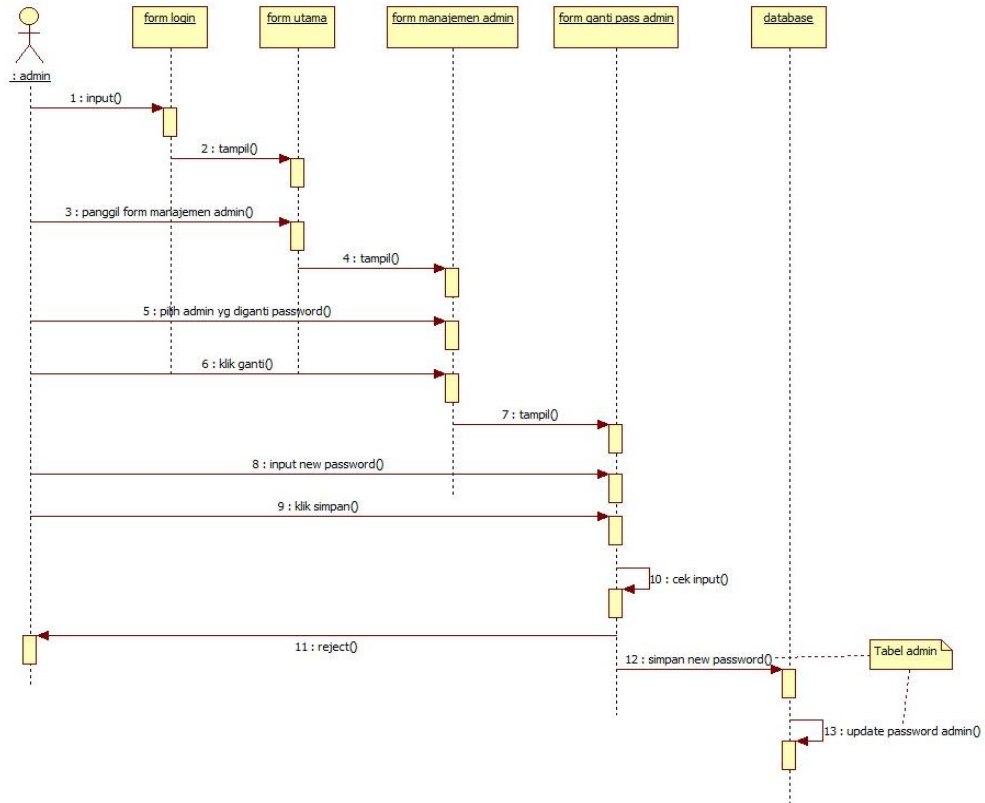 form login
form utama
form manajemen admin
form ganti pass admin
database
: admin
1 : input()
2 : tampil()
3 : panggil form manajemen admin()
4 : tampil()
5 : pilih admin yg diganti password()
6 : klik ganti()
7 : tampil()
8 : input new password()
9 : klik simpan()
10 : cek input()
11 : reject()
12 : simpan new password()
Tabel admin
13 : update password admin()